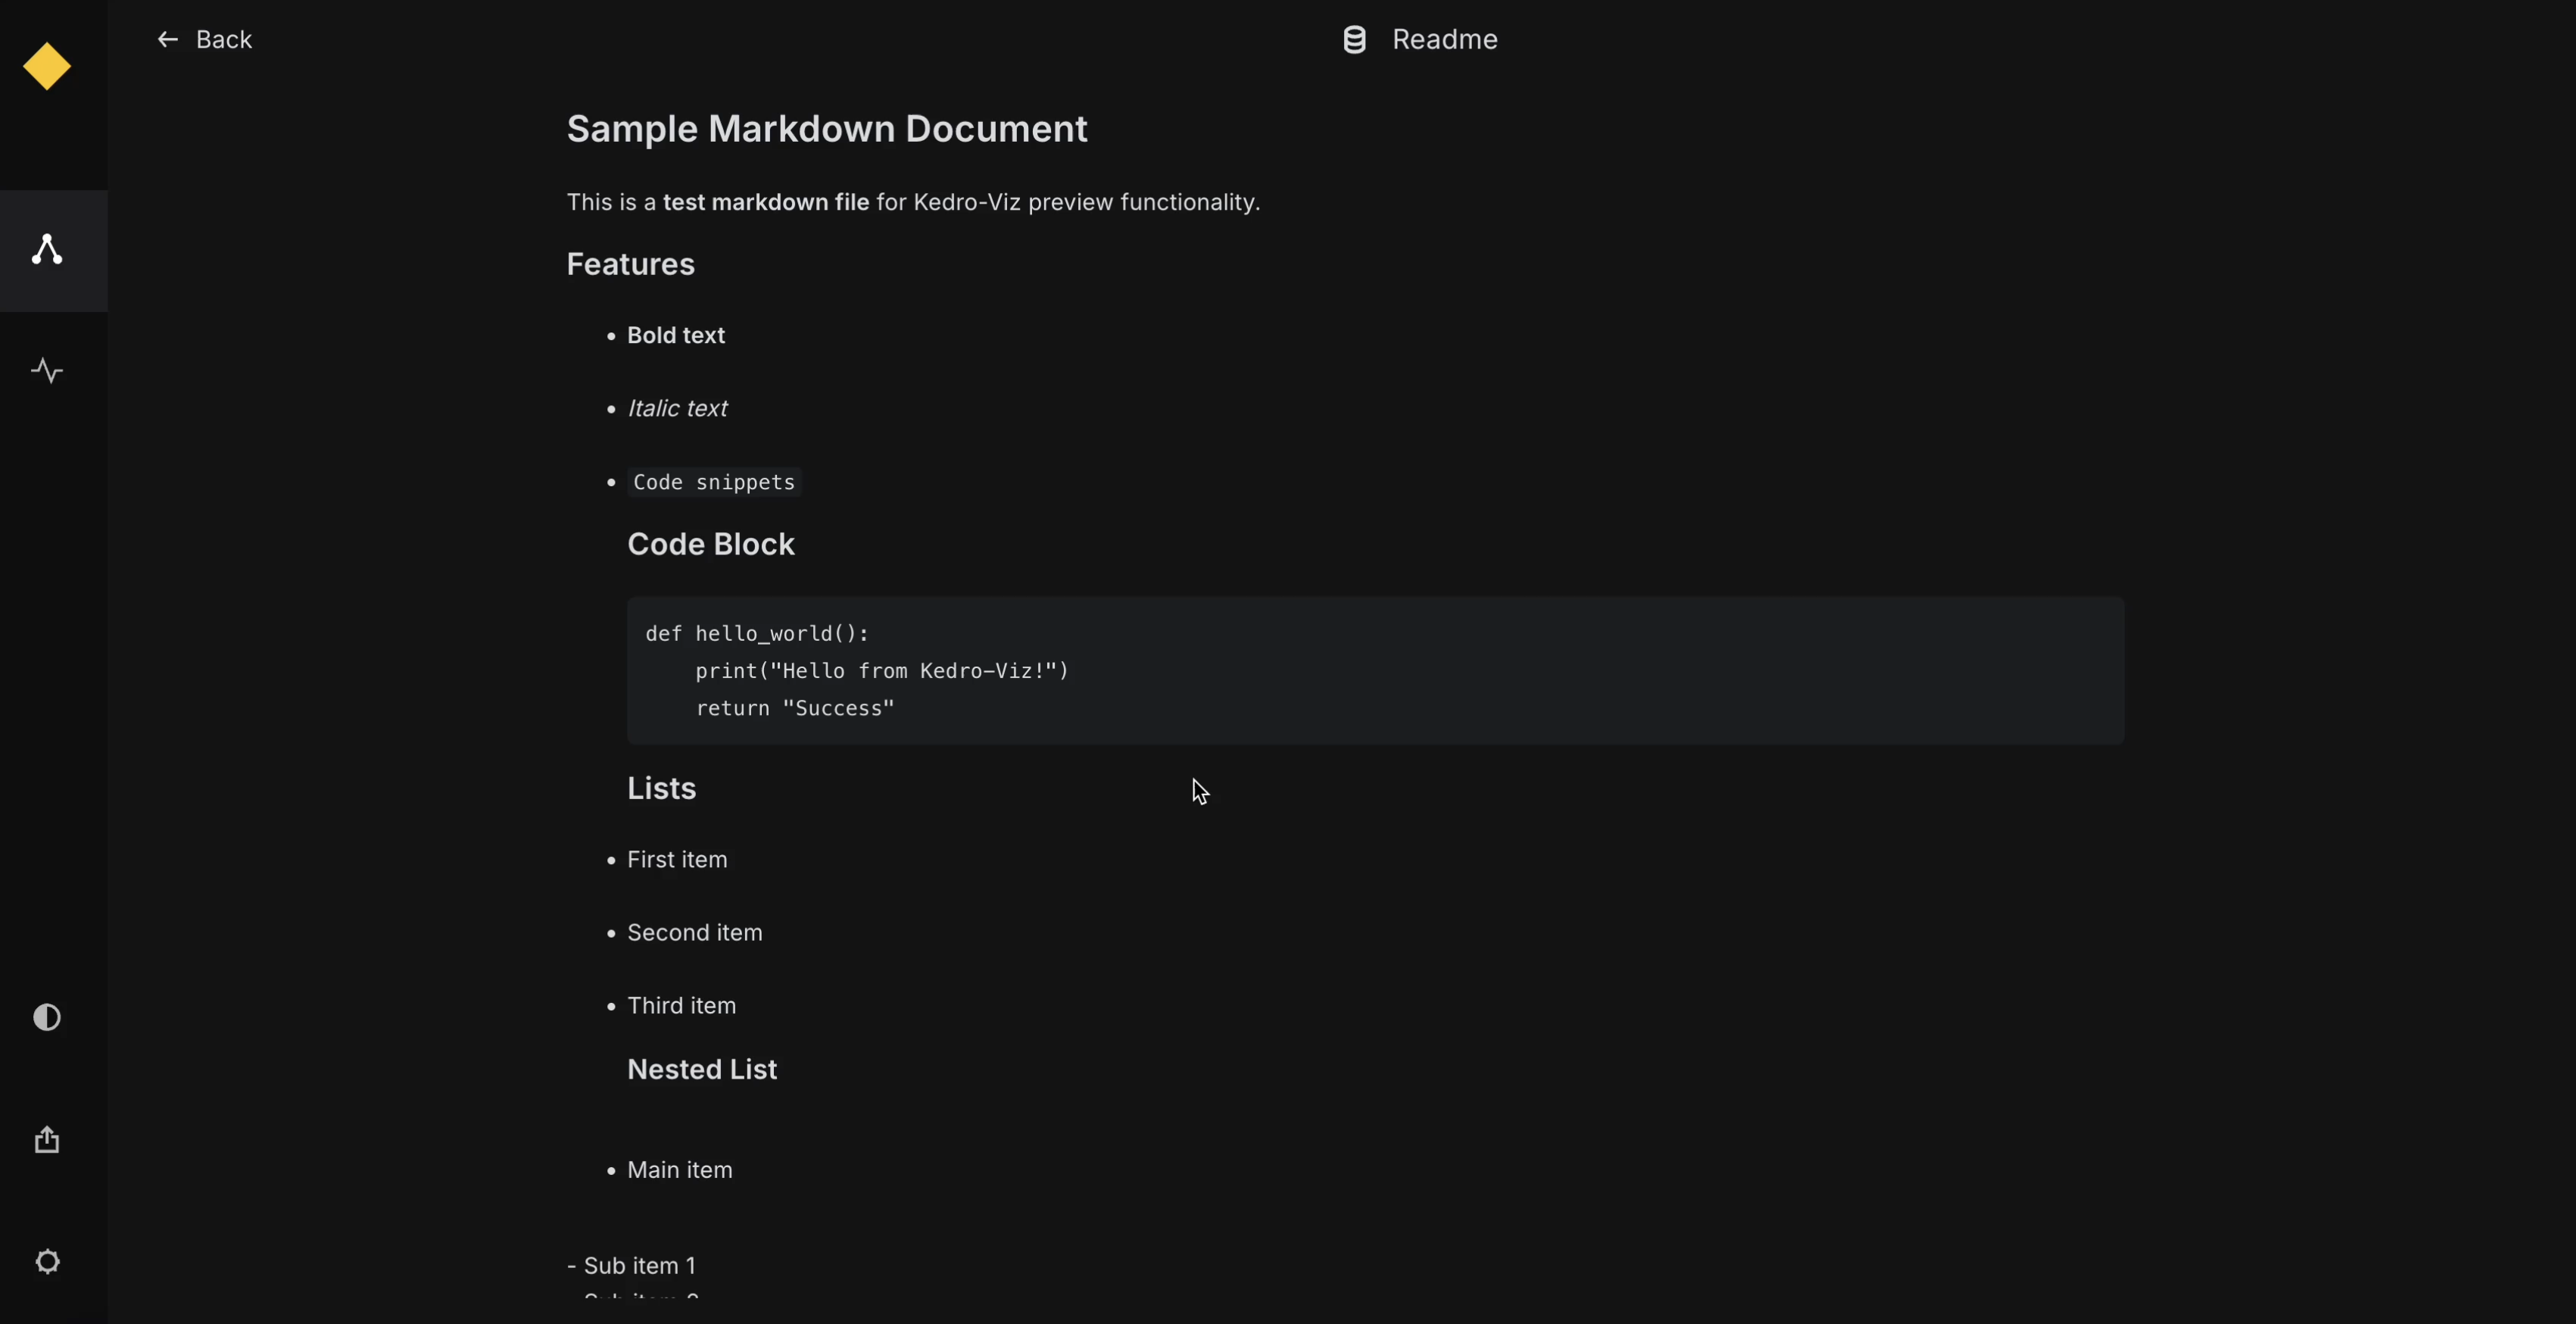 Back
Readme
Sample Markdown Document
This is a test markdown file for Kedro-Viz preview functionality.
Features
• Bold text
• Italic text
• Code snippets
Code Block
def hello_world():
    print("Hello from Kedro-Viz!")
    return "Success"
Lists
• First item
• Second item
• Third item
Nested List
• Main item
- Sub item 1